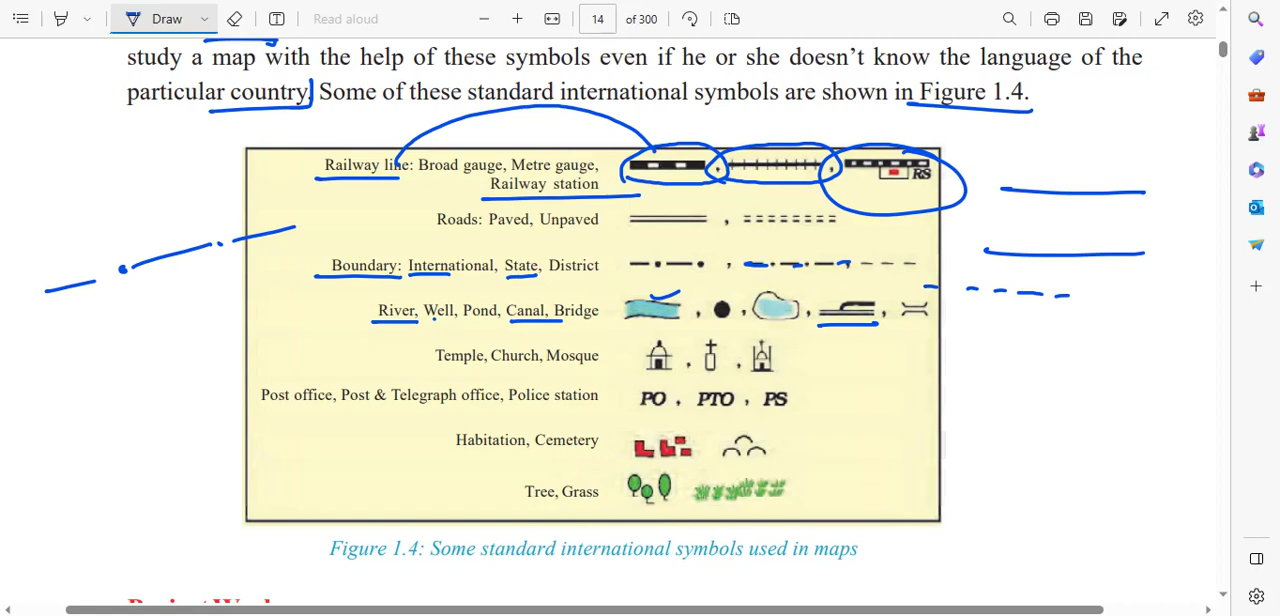 Draw
Read aloud
14 of 300
study a map with the help of these symbols even if he or she doesn’t know the language of the
particular country. Some of these standard international symbols are shown in Figure 1.4.
Railway line: Broad gauge, Metre gauge,
Railway station
RS
Roads: Paved, Unpaved
Boundary: International, State, District
River, Well, Pond, Canal, Bridge
Temple, Church, Mosque
Post office, Post & Telegraph office, Police station PO , PTO , PS
Habitation, Cemetery
Tree, Grass
Figure 1.4: Some standard international symbols used in maps